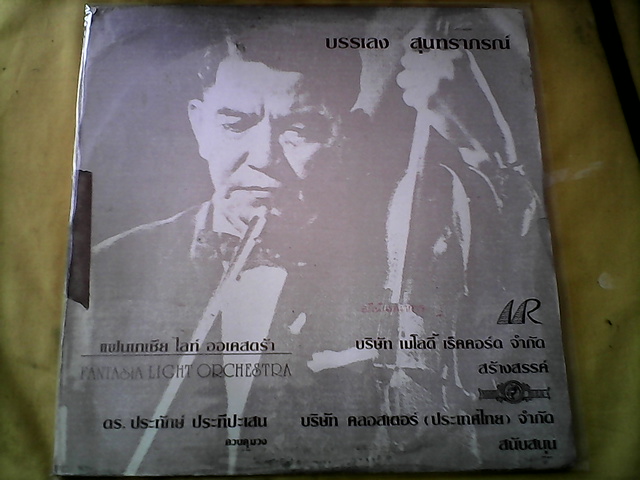 บรรเลง สุนทราภรณ์
แฟนเทเซีย ไลท์ ออเคสตร้า
FANTASIA LIGHT ORCHESTRA
ดร. ประทักษ์ ประทีปะเสน
ควบคุมวง
MR
บริษัท เมโลดี้ เร็คคอร์ด จำกัด
สร้างสรรค์
บริษัท คลอสเตอร์ (ประเทศไทย) จำกัด
สนับสนุน